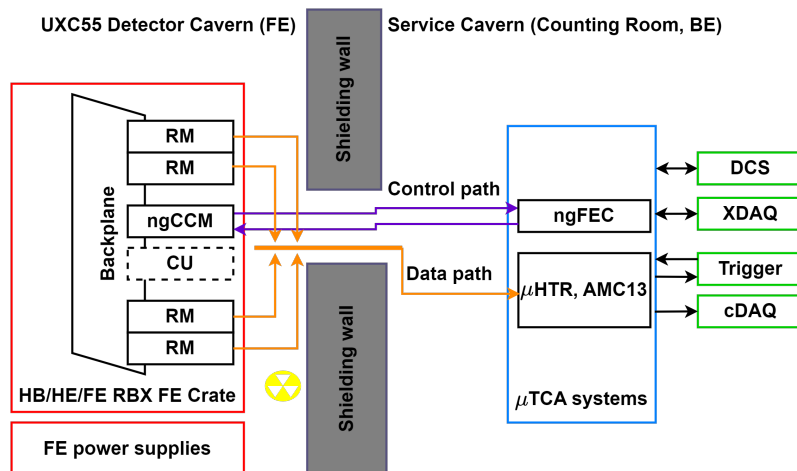 UXC55 Detector Cavern (FE)
Service Cavern (Counting Room, BE)
Shielding wall
Backplane
RM
RM
ngCCM
CU
RM
RM
HB/HE/FE RBX FE Crate
FE power supplies
Control path
Data path
Shielding wall
ngFEC
μHTR, AMC13
μTCA systems
DCS
XDAQ
Trigger
cDAQ